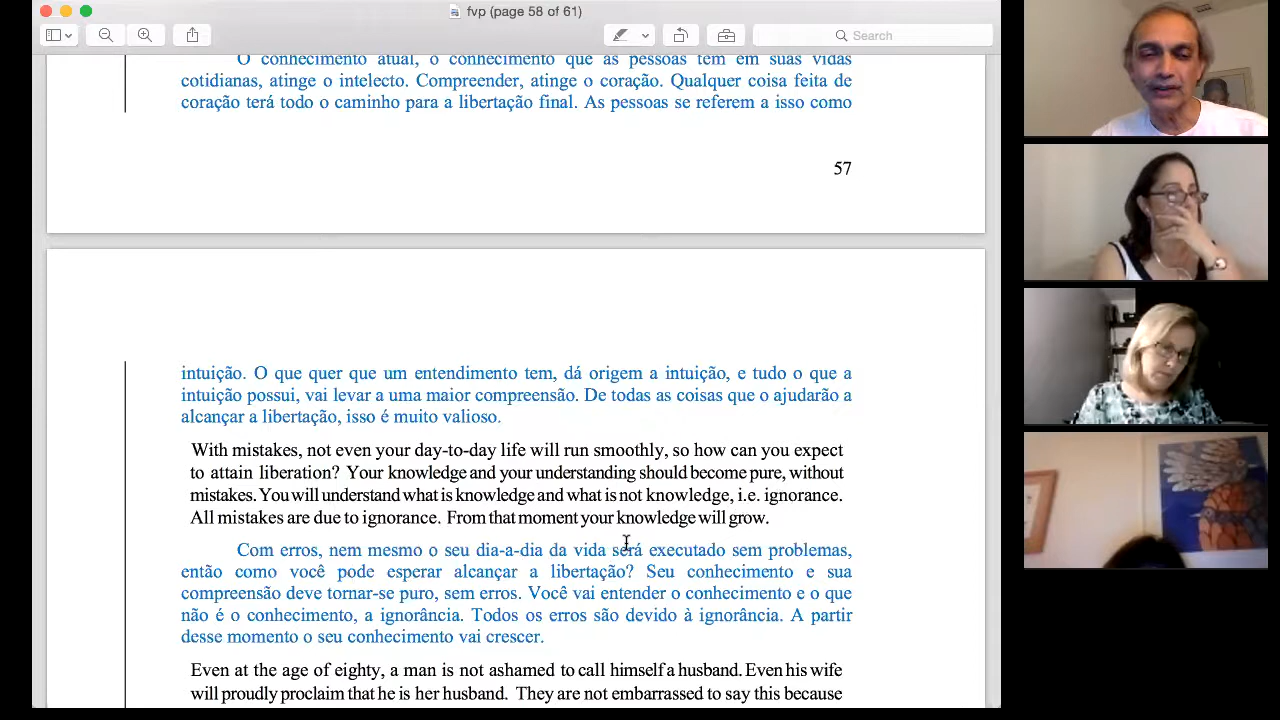 fvp (page 58 of 61)
Search
O conhecimento atual, o conhecimento que as pessoas têm em suas vidas
cotidianas, atinge o intelecto. Compreender, atinge o coração. Qualquer coisa feita de
coração terá todo o caminho para a libertação final. As pessoas se referem a isso como
57
intuição. O que quer que um entendimento tem, dá origem a intuição, e tudo o que a
intuição possui, vai levar a uma maior compreensão. De todas as coisas que o ajudarão a
alcançar a libertação, isso é muito valioso.
With mistakes, not even your day-to-day life will run smoothly, so how can you expect
to attain liberation? Your knowledge and your understanding should become pure, without
mistakes. You will understand what is knowledge and what is not knowledge, i.e. ignorance.
All mistakes are due to ignorance. From that moment your knowledge will grow.
Com erros, nem mesmo o seu dia-a-dia da vida será executado sem problemas,
então como você pode esperar alcançar a libertação? Seu conhecimento e sua
compreensão deve tornar-se puro, sem erros. Você vai entender o conhecimento e o que
não é o conhecimento, a ignorância. Todos os erros são devido à ignorância. A partir
desse momento o seu conhecimento vai crescer.
Even at the age of eighty, a man is not ashamed to call himself a husband. Even his wife
will proudly proclaim that he is her husband. They are not embarrassed to say this because